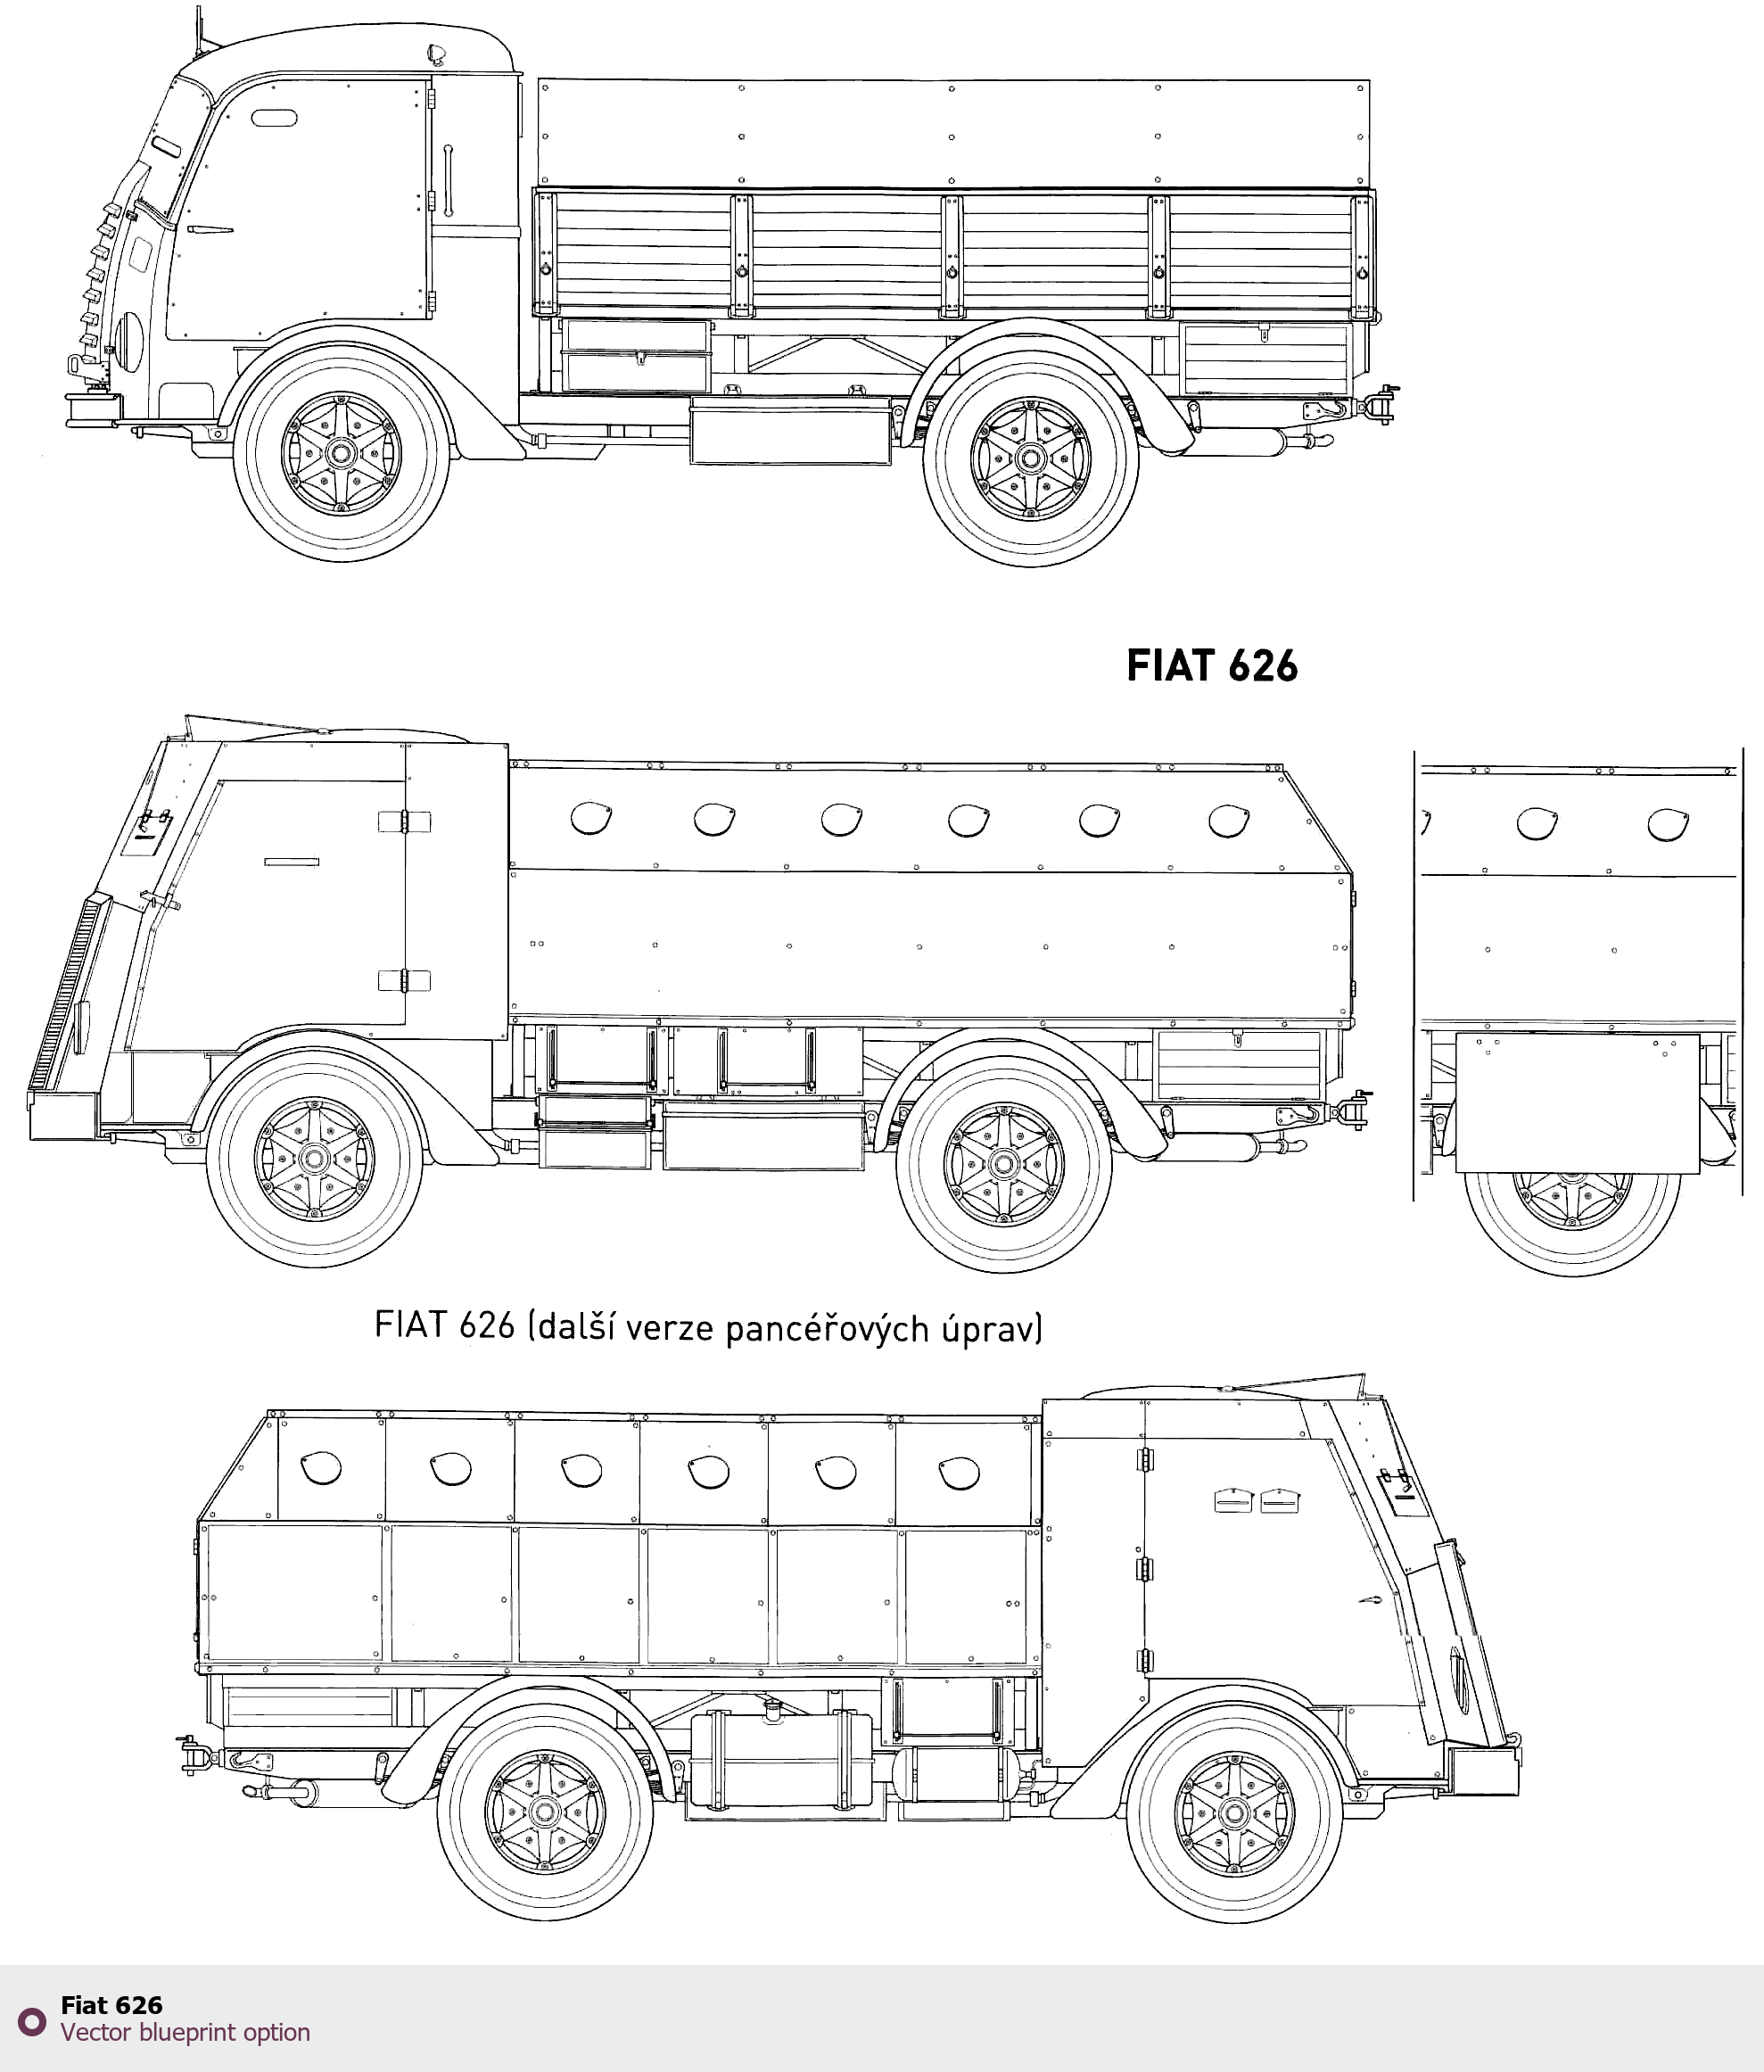 FIAT 626
FIAT 626 (další verze pancéřových úprav)
Fiat 626
Vector blueprint option